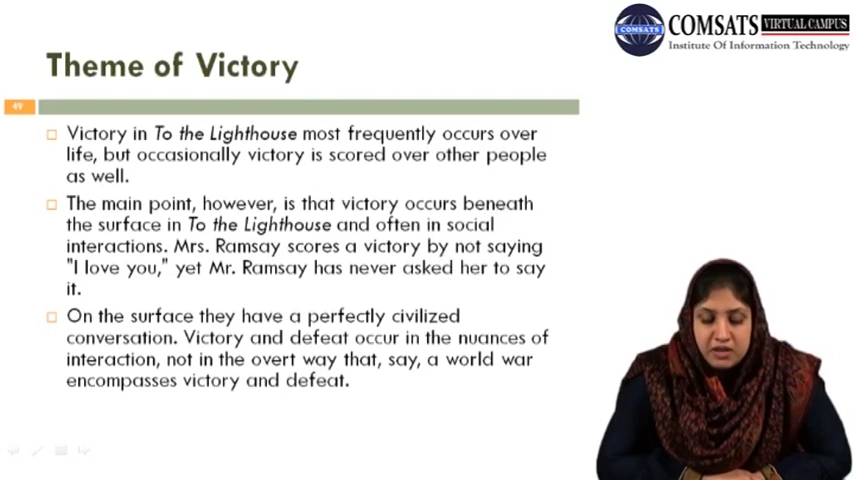 COMSATS VIRTUAL CAMPUS
COMSATS
Institute Of Information Technology
Theme of Victory
49
Victory in To the Lighthouse most frequently occurs over
life, but occasionally victory is scored over other people
as well.
The main point, however, is that victory occurs beneath
the surface in To the Lighthouse and often in social
interactions. Mrs. Ramsay scores a victory by not saying
"I love you," yet Mr. Ramsay has never asked her to say
it.
On the surface they have a perfectly civilized
conversation. Victory and defeat occur in the nuances of
interaction, not in the overt way that, say, a world war
encompasses victory and defeat.